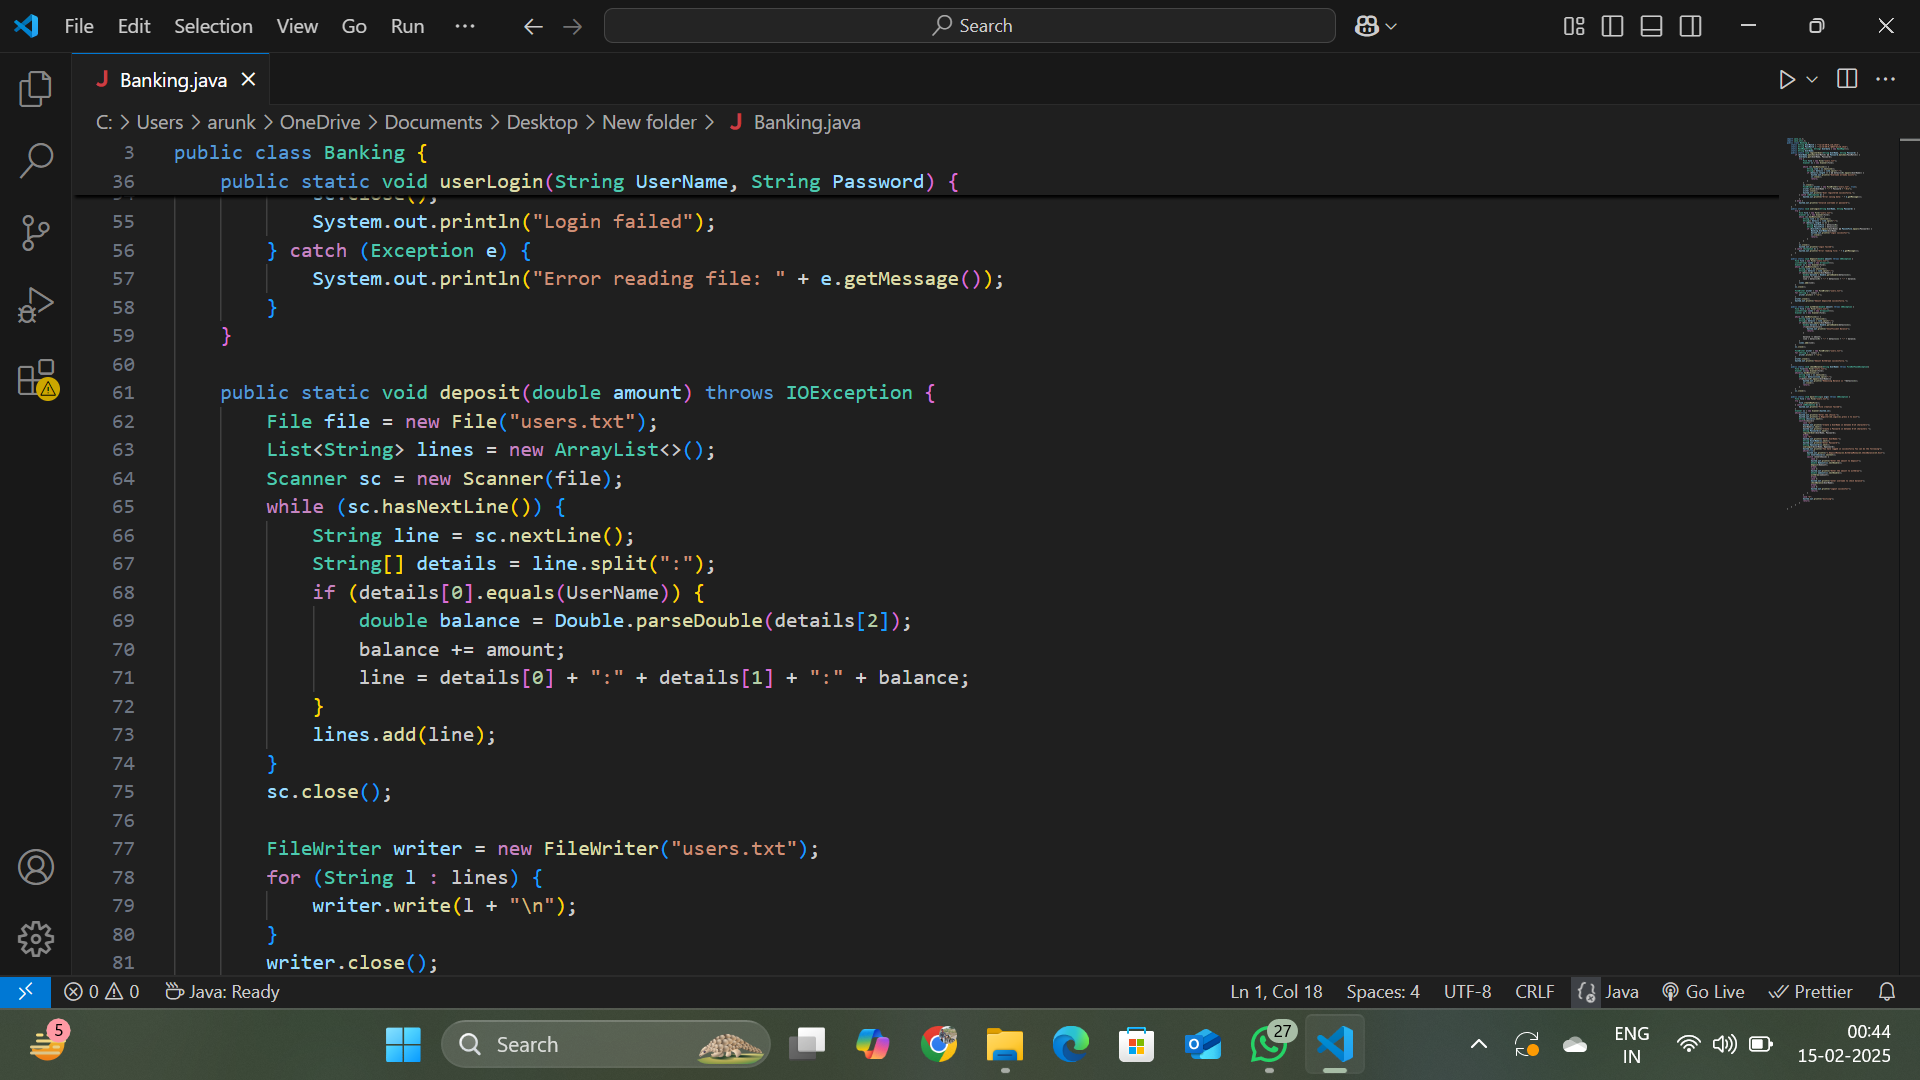 File Edit Selection View Go Run ··· Search
Banking.java
C: > Users > arunk > OneDrive > Documents > Desktop > New folder > Banking.java
3 public class Banking {
36 public static void userLogin(String UserName, String Password) {
sc.close();
55 System.out.println("Login failed");
56 } catch (Exception e) {
57 System.out.println("Error reading file: " + e.getMessage());
58 }
59 }
60
61 public static void deposit(double amount) throws IOException {
62 File file = new File("users.txt");
63 List<String> lines = new ArrayList<>();
64 Scanner sc = new Scanner(file);
65 while (sc.hasNextLine()) {
66 String line = sc.nextLine();
67 String[] details = line.split(":");
68 if (details[0].equals(UserName)) {
69 double balance = Double.parseDouble(details[2]);
70 balance += amount;
71 line = details[0] + ":" + details[1] + ":" + balance;
72 }
73 lines.add(line);
74 }
75 sc.close();
76
77 FileWriter writer = new FileWriter("users.txt");
78 for (String l : lines) {
79 writer.write(l + "\n");
80 }
81 writer.close();
0 0 Java: Ready Ln 1, Col 18 Spaces: 4 UTF-8 CRLF Java Go Live Prettier
5 Search 27 ENG 00:44
IN 15-02-2025